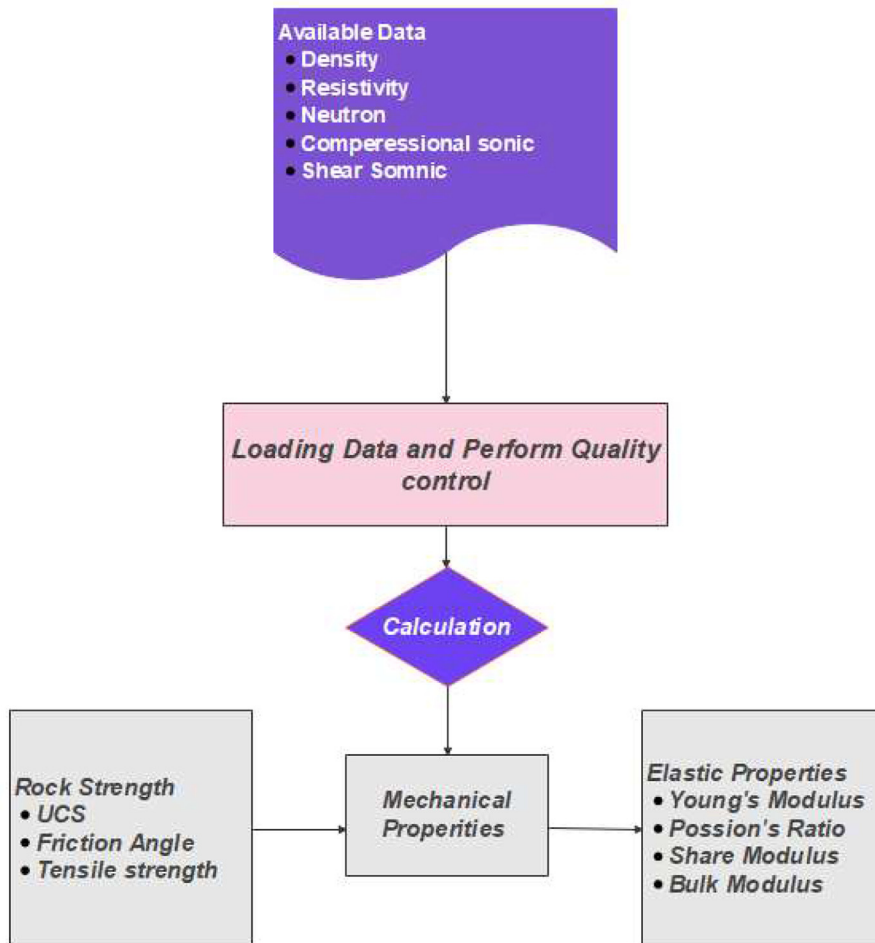 Available Data
• Density
• Resistivity
• Neutron
• Comperessional sonic
• Shear Somnic
Loading Data and Perform Quality
control
Calculation
Rock Strength
• UCS
• Friction Angle
• Tensile strength
Mechanical
Properities
Elastic Properties
• Young's Modulus
• Possion's Ratio
• Share Modulus
• Bulk Modulus